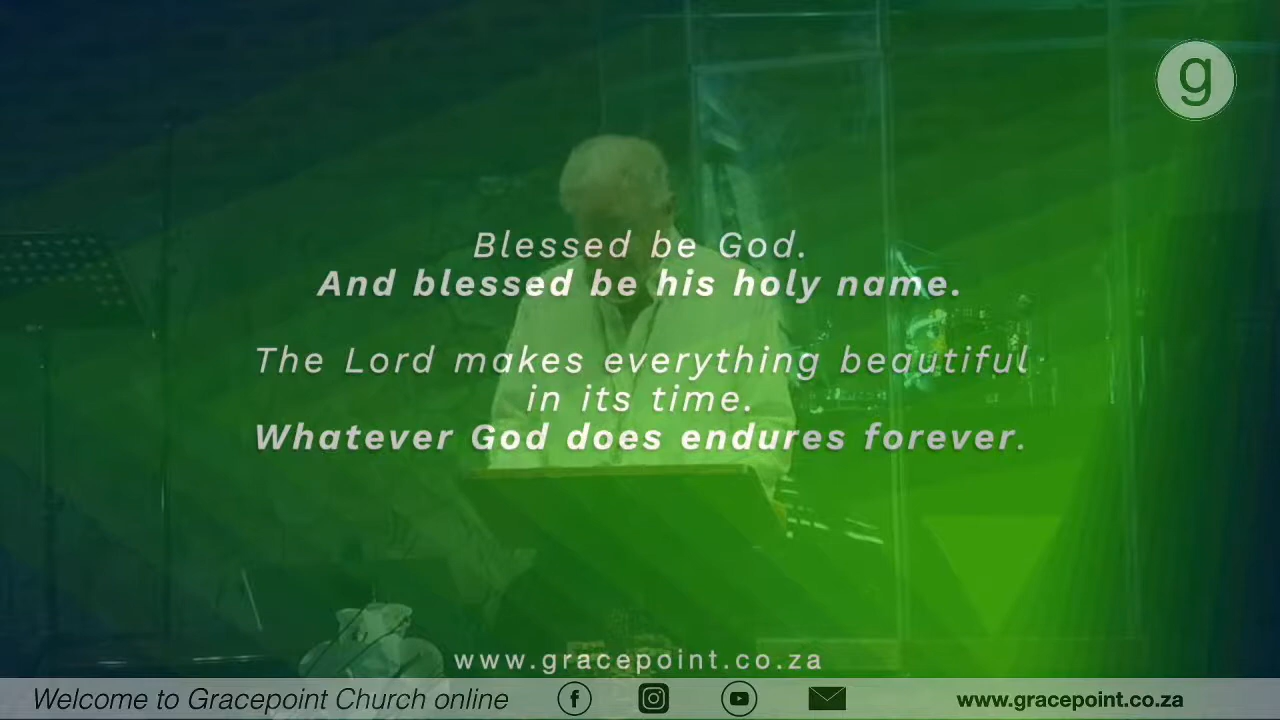 g
Blessed be God.
And blessed be his holy name.
The Lord makes everything beautiful
in its time.
Whatever God does endures forever.
www.gracepoint.co.za
Welcome to Gracepoint Church online
www.gracepoint.co.za